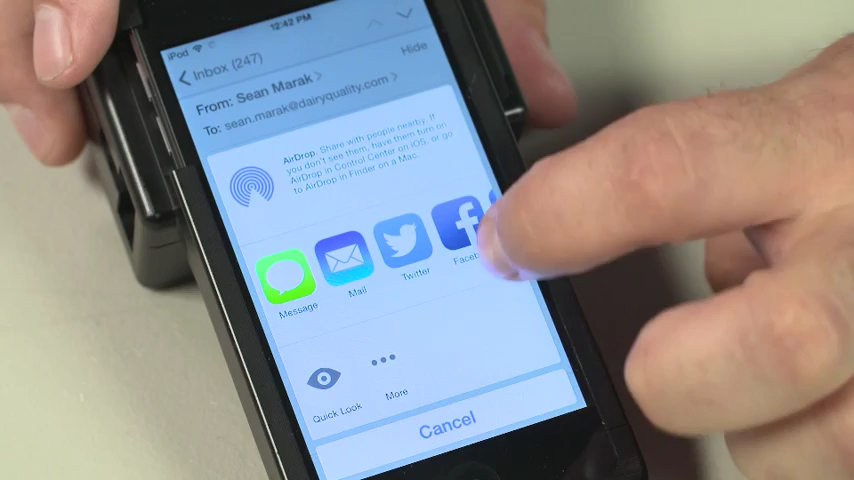 iPod 12:42 PM
Inbox (247)
Hide
From: Sean Marak
To: sean.marak@dairyquality.com
AirDrop. Share with people nearby. If
you don't see them, have them turn on
AirDrop in Control Center on iOS, or go
to AirDrop in Finder on a Mac.
Message Mail Twitter
Quick Look More
Cancel